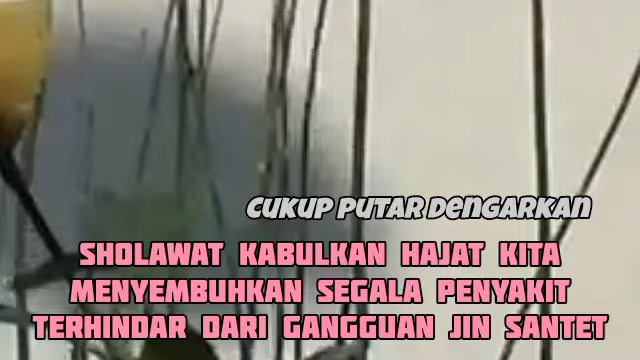 CUKUP PUTAR DENGARKAN
SHOLAWAT KABULKAN HAJAT KITA
MENYEMBUHKAN SEGALA PENYAKIT
TERHINDAR DARI GANGGUAN JIN SANTET